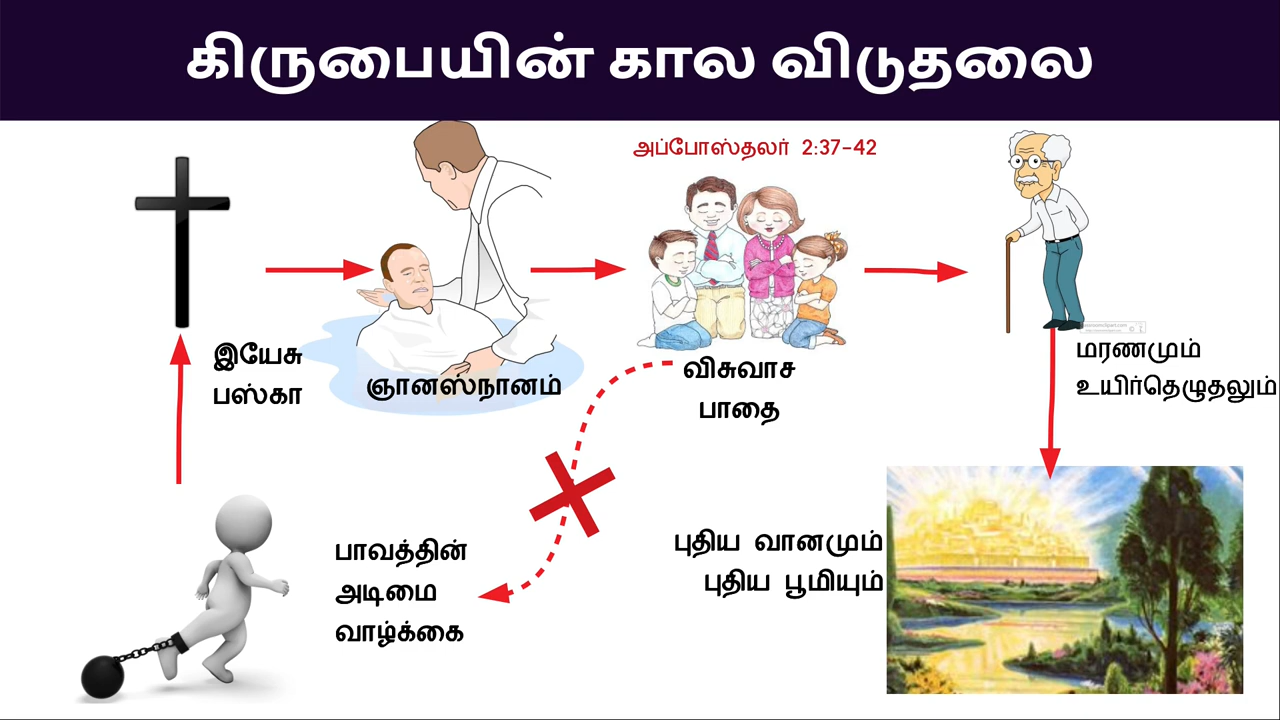 கிருபையின் கால விடுதலை
அப்போஸ்தலர் 2:37-42
இயேசு
பஸ்கா
ஞானஸ்நானம்
விசுவாச
பாதை
மரணமும்
உயிர்தெழுதலும்
பாவத்தின்
அடிமை
வாழ்க்கை
புதிய வானமும்
புதிய பூமியும்